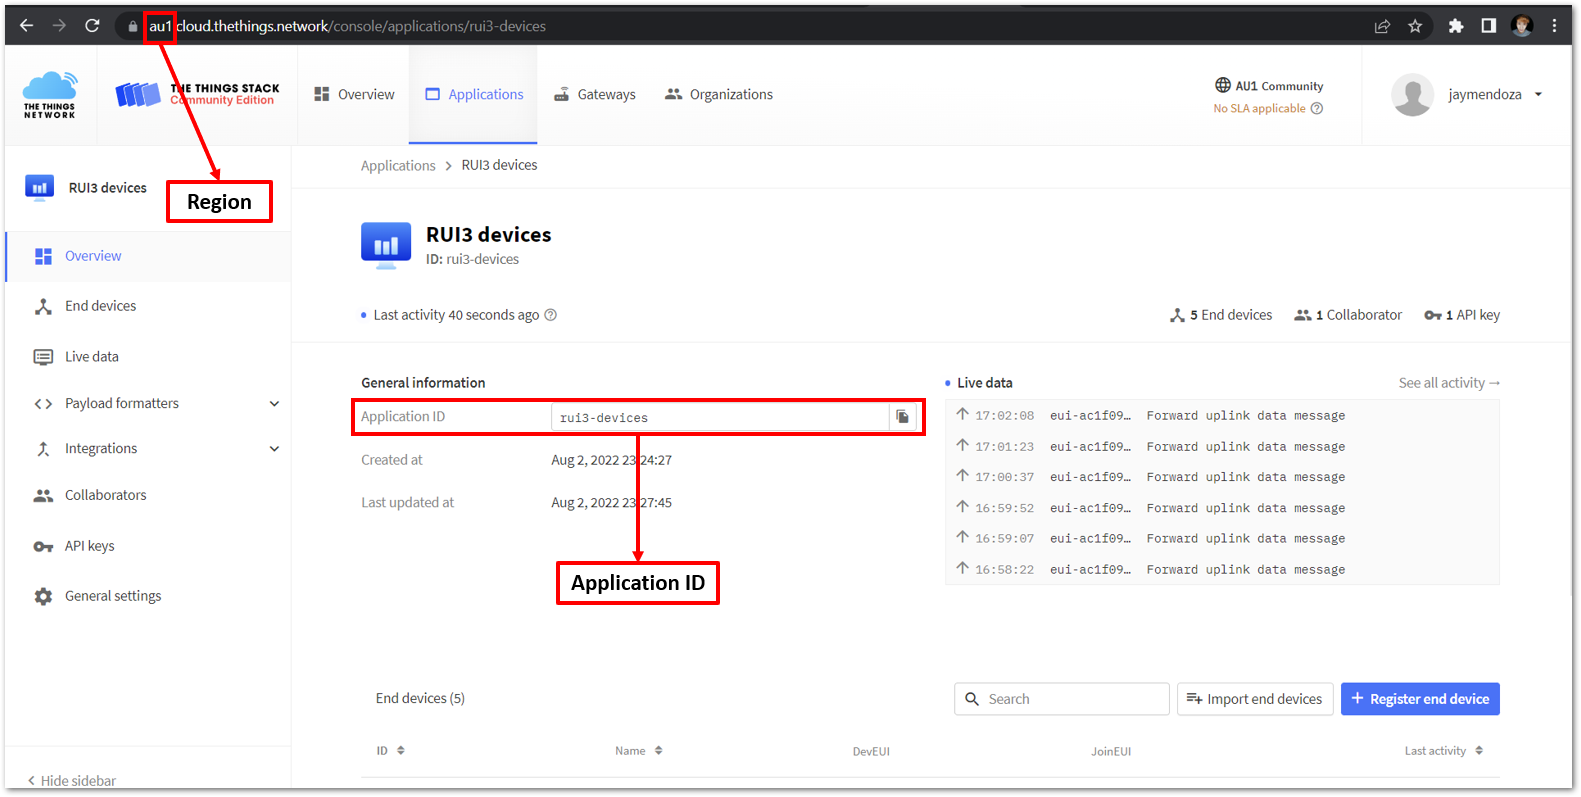 au1.cloud.thethings.network/console/applications/rui3-devices
THE THINGS
NETWORK
THE THINGS STACK
Community Edition
Overview
Applications
Gateways
Organizations
AU1 Community
No SLA applicable
jaymendoza
RUI3 devices
Region
Overview
End devices
Live data
Payload formatters
Integrations
Collaborators
API keys
General settings
Hide sidebar
Applications > RUI3 devices
RUI3 devices
ID: rui3-devices
Last activity 40 seconds ago
5 End devices
1 Collaborator
1 API key
General information
Application ID rui3-devices
Created at Aug 2, 2022 23:24:27
Last updated at Aug 2, 2022 23:27:45
Application ID
Live data
See all activity →
17:02:08 eui-ac1f09… Forward uplink data message
17:01:23 eui-ac1f09… Forward uplink data message
17:00:37 eui-ac1f09… Forward uplink data message
16:59:52 eui-ac1f09… Forward uplink data message
16:59:07 eui-ac1f09… Forward uplink data message
16:58:22 eui-ac1f09… Forward uplink data message
End devices (5)
Search
Import end devices
+ Register end device
ID Name DevEUI JoinEUI Last activity